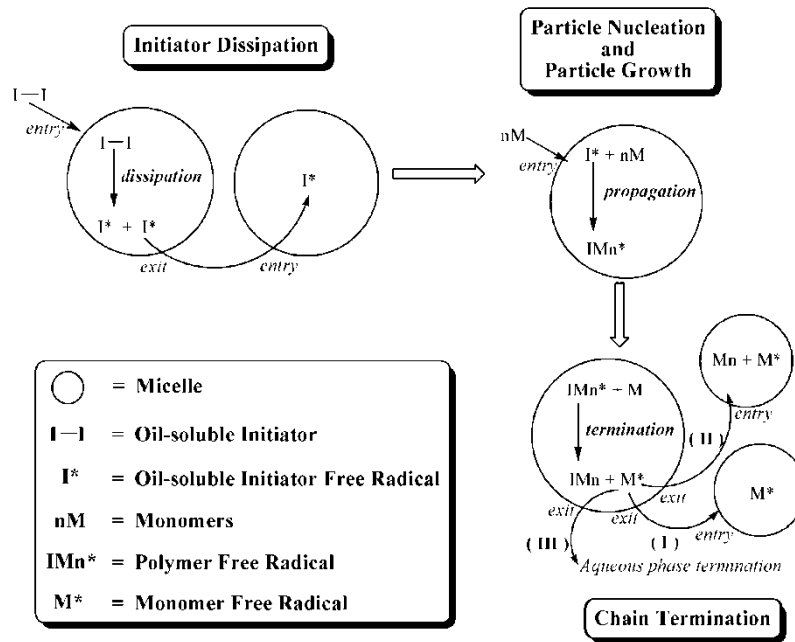 Initiator Dissipation
Particle Nucleation
and
Particle Growth
I—I
entry
I—I
dissipation
I* + I*
exit
entry
I*
nM
entry
I* + nM
propagation
IMn*
IMn* + M
termination
IMn + M*
exit
exit
exit
( II )
entry
Mn + M*
( I )
entry
M*
( III )
Aqueous phase termnination
Chain Termination
= Micelle
I—I = Oil-soluble Initiator
I* = Oil-soluble Initiator Free Radical
nM = Monomers
IMn* = Polymer Free Radical
M* = Monomer Free Radical